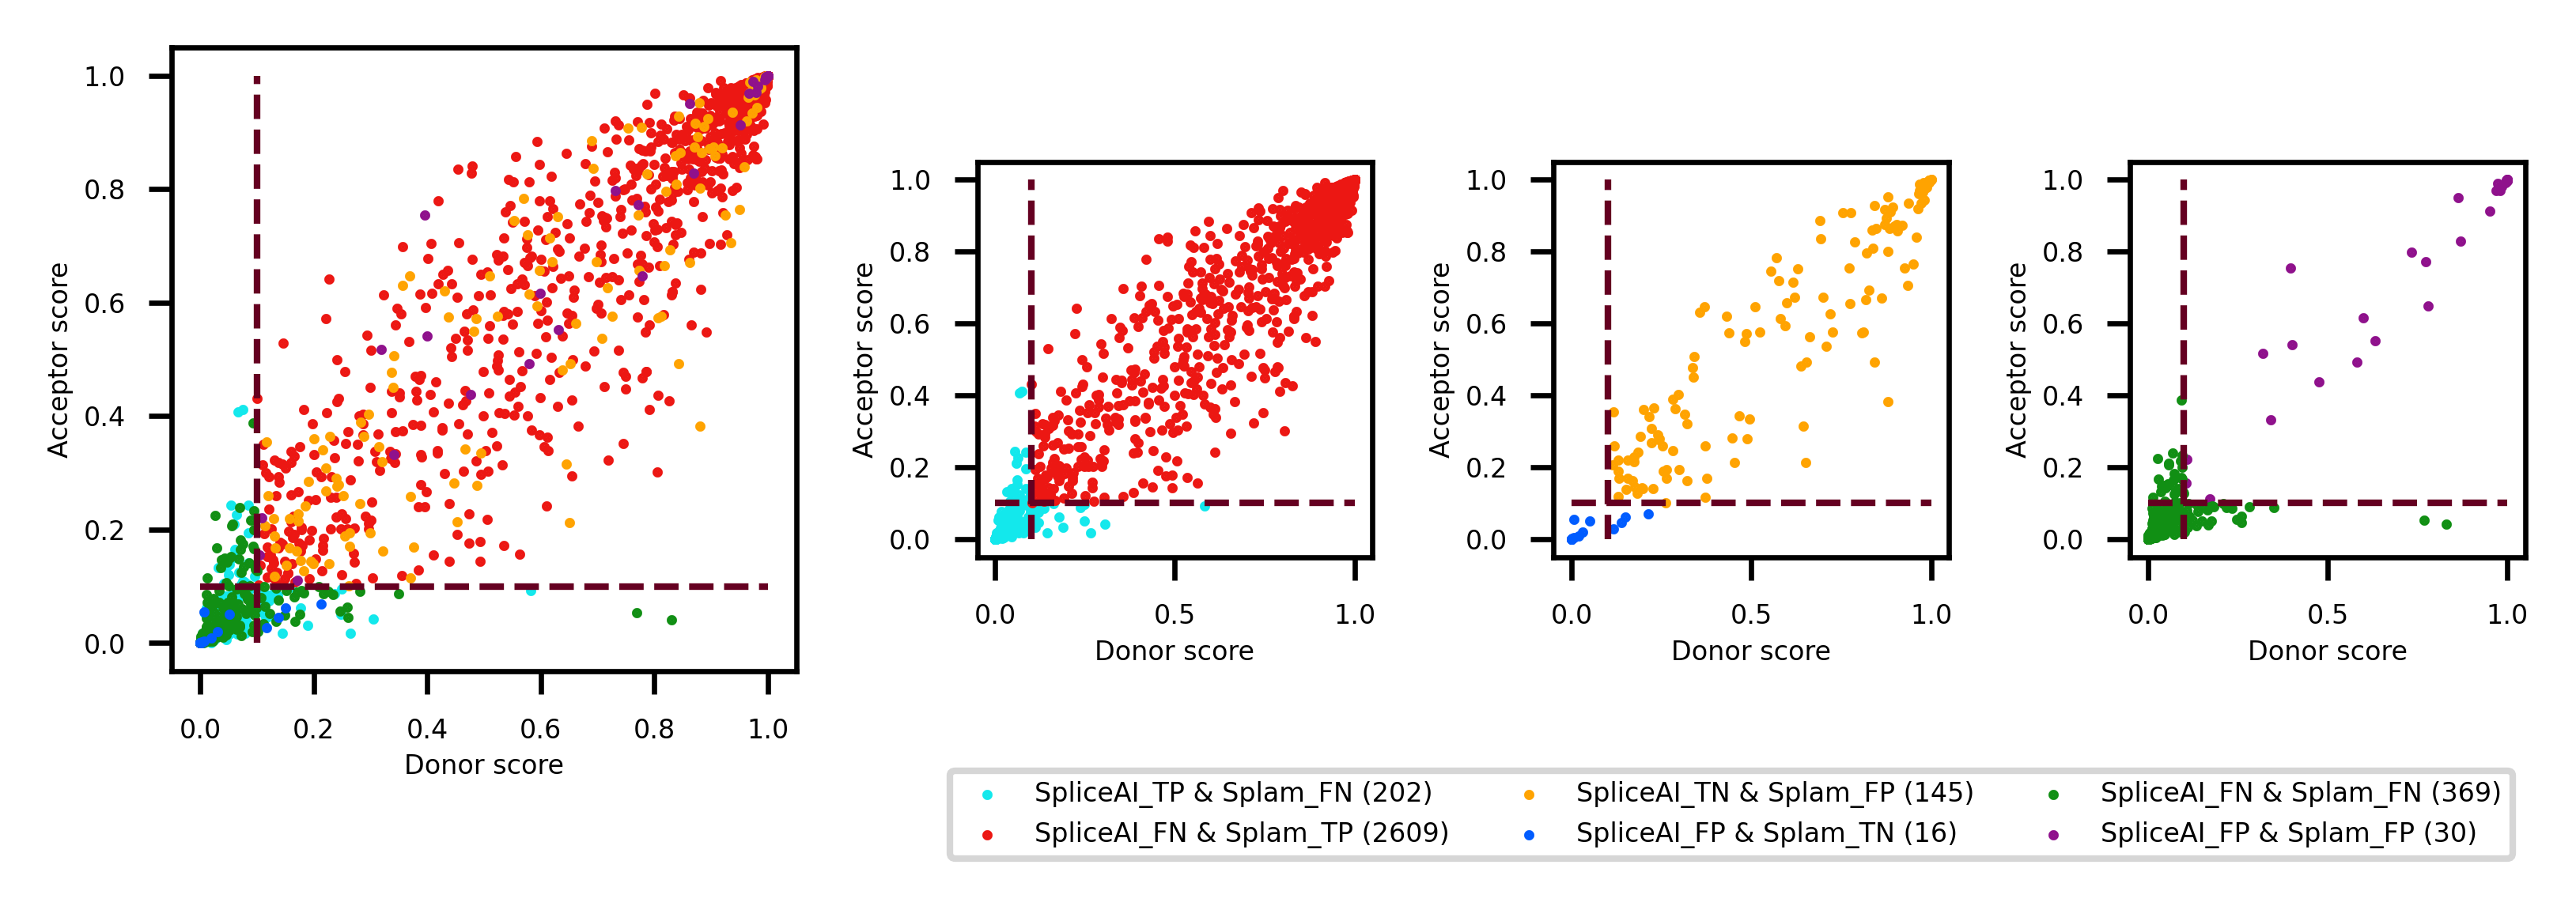 1.0
0.8
0.6
0.4
0.2
0.0
Acceptor score
0.0 0.2 0.4 0.6 0.8 1.0
Donor score
1.0
0.8
0.6
0.4
0.2
0.0
Acceptor score
0.0 0.5 1.0
Donor score
1.0
0.8
0.6
0.4
0.2
0.0
Acceptor score
0.0 0.5 1.0
Donor score
1.0
0.8
0.6
0.4
0.2
0.0
Acceptor score
0.0 0.5 1.0
Donor score
SpliceAI_TP & Splam_FN (202)
SpliceAI_FN & Splam_TP (2609)
SpliceAI_TN & Splam_FP (145)
SpliceAI_FP & Splam_TN (16)
SpliceAI_FN & Splam_FN (369)
SpliceAI_FP & Splam_FP (30)